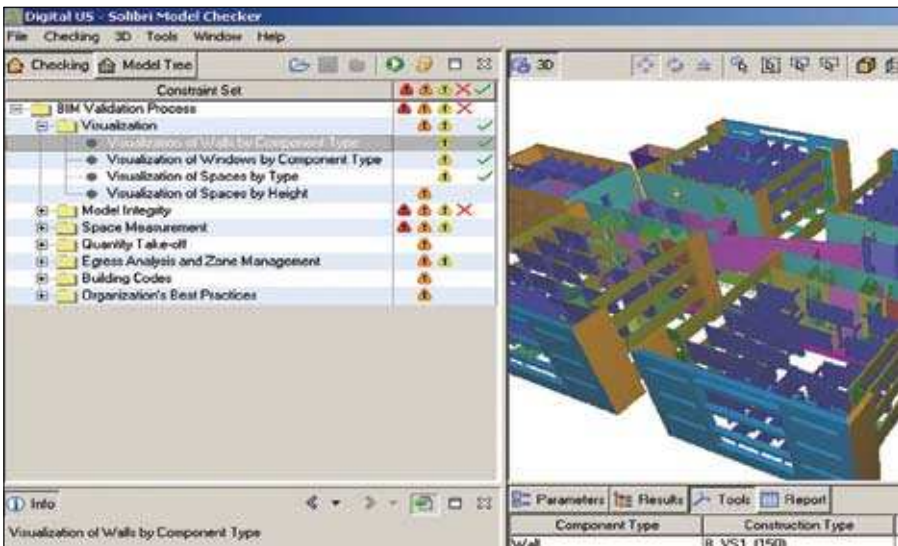 Digital US - Solibri Model Checker
File Checking 3D Tools Window Help
Checking Model Tree
3D
Constraint Set
BIM Validation Process
Visualization
Visualization of Walls by Component Type
Visualization of Windows by Component Type
Visualization of Spaces by Type
Visualization of Spaces by Height
Model Integrity
Space Measurement
Quantity Take-off
Egress Analysis and Zone Management
Building Codes
Organization's Best Practices
Info
Visualization of Walls by Component Type
Parameters Results Tools Report
Component Type Construction Type
Wall B_VS1 (150)